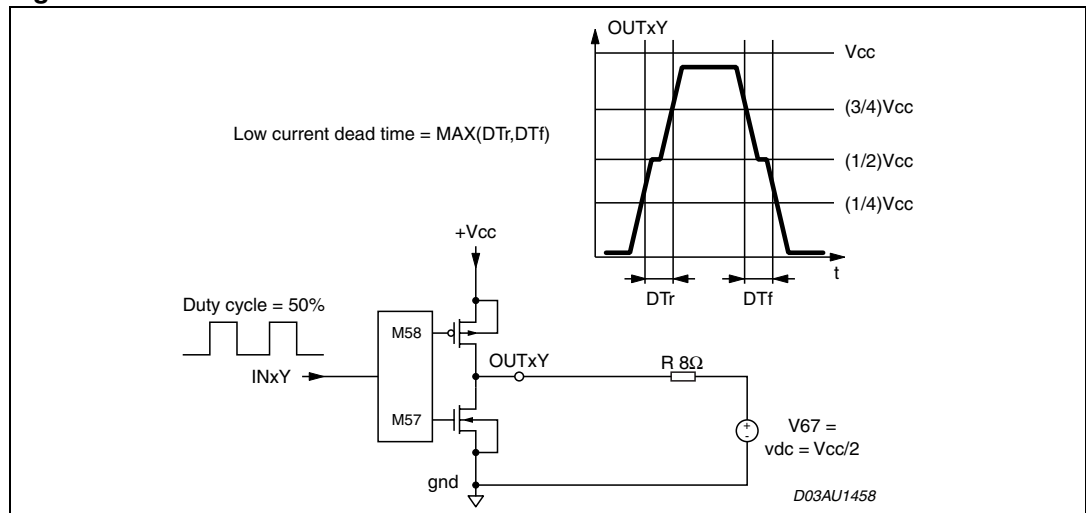 OUTxY
Vcc
(3/4)Vcc
Low current dead time = MAX(DTr,DTf)
(1/2)Vcc
(1/4)Vcc
+Vcc
t
DTr
DTf
Duty cycle = 50%
M58
OUTxY
R 8Ω
INxY
M57
+
-
V67 =
vdc = Vcc/2
gnd
D03AU1458